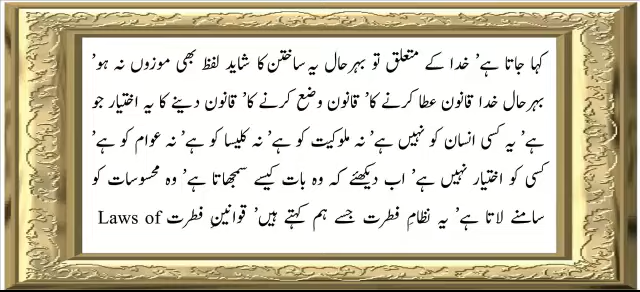 کہا جاتا ہے‘ خدا کے متعلق تو بہرحال یہ ساختن کا شاید لفظ بھی موزوں نہ ہو‘
بہرحال خدا قانون عطا کرنے کا‘ قانون وضع کرنے کا‘ قانون دینے کا یہ اختیار جو
ہے‘ یہ کسی انسان کو نہیں ہے‘ نہ ملوکیت کو ہے‘ نہ کلیسا کو ہے‘ نہ عوام کو ہے‘
کسی کو اختیار نہیں ہے‘ اب دیکھئے کہ وہ بات کیسے سمجھاتا ہے‘ وہ محسوسات کو
سامنے لاتا ہے‘ یہ نظامِ فطرت جسے ہم کہتے ہیں‘ قوانینِ فطرت Laws of